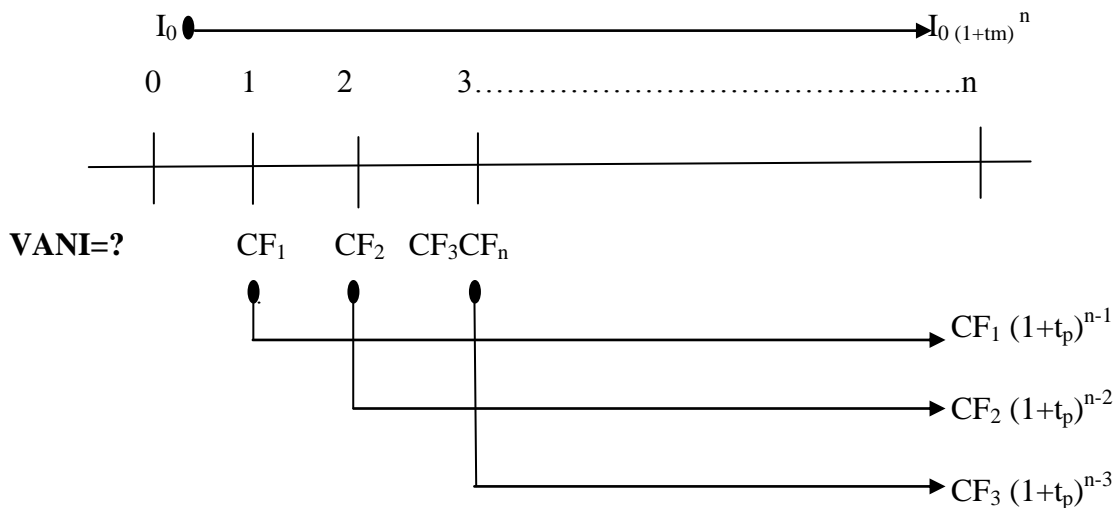 I₀ I₀ (1+tm) ⁿ
0 1 2 3……………………………………………n
VANI=? CF₁ CF₂ CF₃CFₙ
CF₁ (1+tₚ)ⁿ⁻¹
CF₂ (1+tₚ)ⁿ⁻²
CF₃ (1+tₚ)ⁿ⁻³